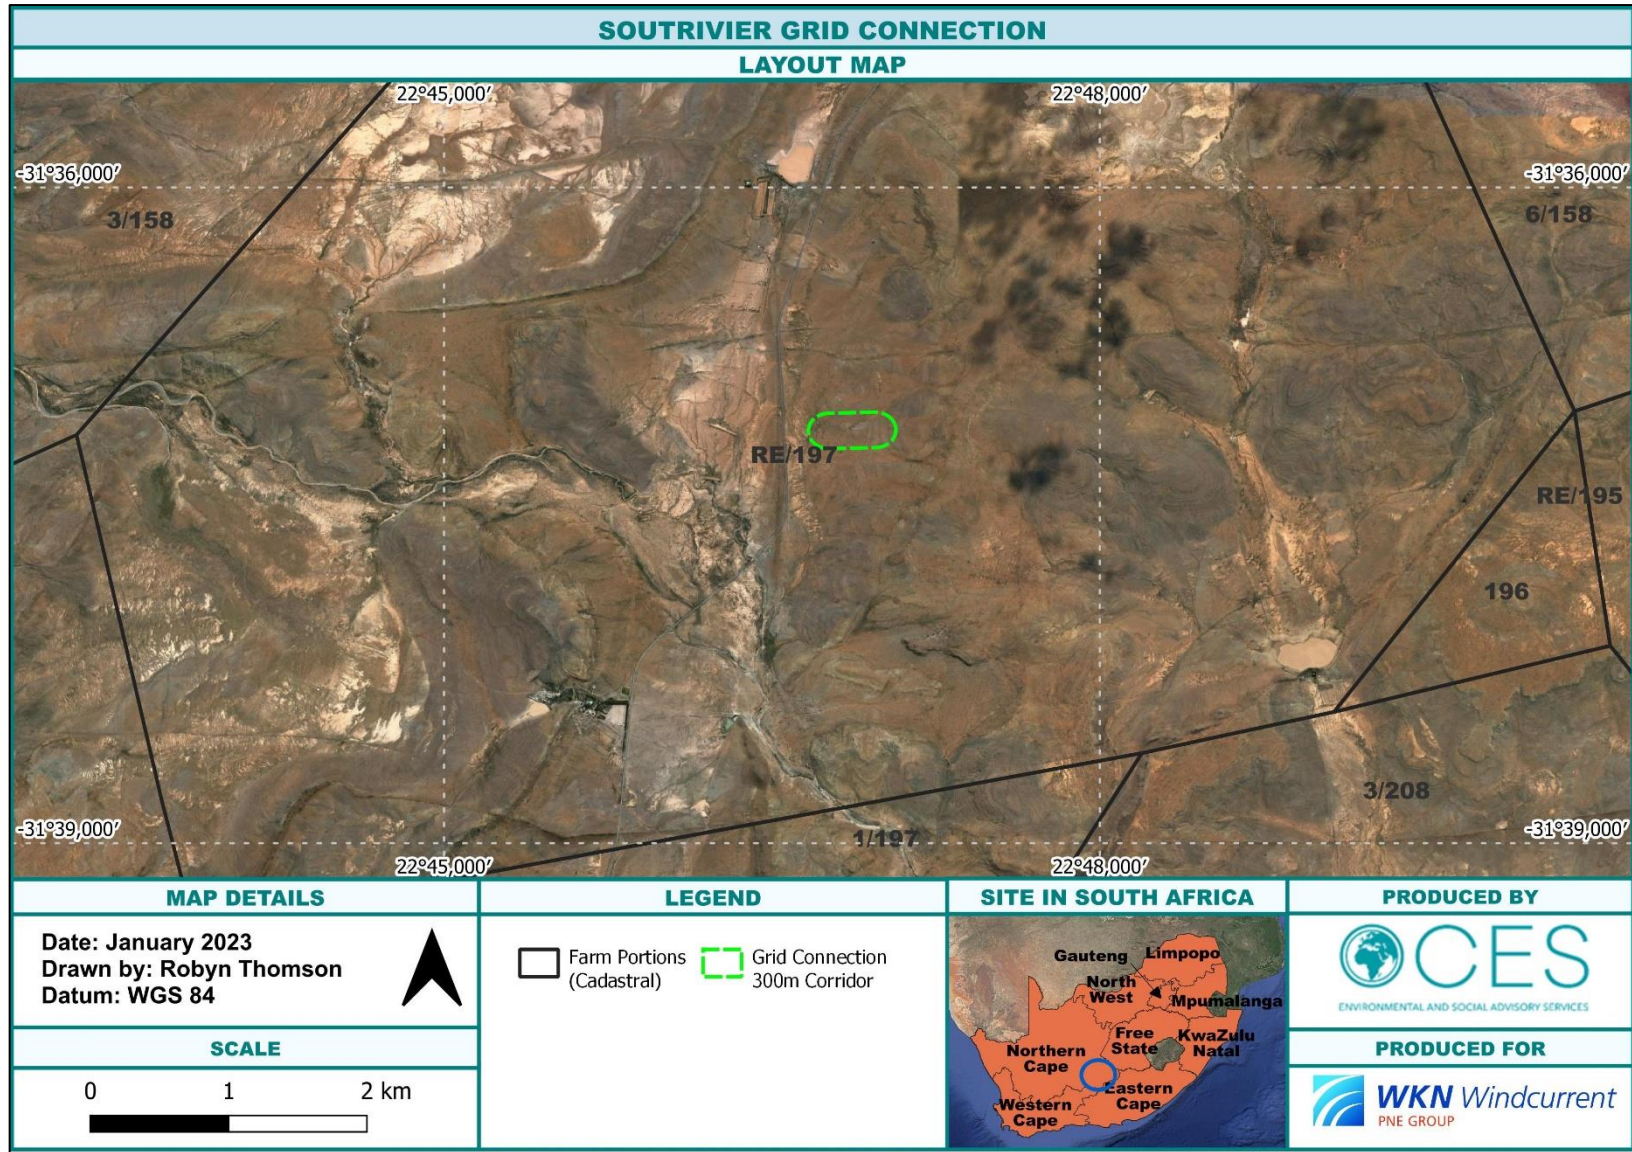 SOUTRIVIER GRID CONNECTION
LAYOUT MAP
22°45,000′
22°48,000′
-31°36,000′
-31°36,000′
3/158
6/158
RE/197
RE/195
196
3/208
-31°39,000′
-31°39,000′
1/197
22°45,000′
22°48,000′
MAP DETAILS
Date: January 2023
Drawn by: Robyn Thomson
Datum: WGS 84
SCALE
0 1 2 km
LEGEND
Farm Portions
(Cadastral)
Grid Connection
300m Corridor
SITE IN SOUTH AFRICA
Gauteng
Limpopo
North
West
Mpumalanga
Free
State
KwaZulu
Natal
Northern
Cape
Eastern
Cape
Western
Cape
PRODUCED BY
CES
ENVIRONMENTAL AND SOCIAL ADVISORY SERVICES
PRODUCED FOR
WKN Windcurrent
PNE GROUP